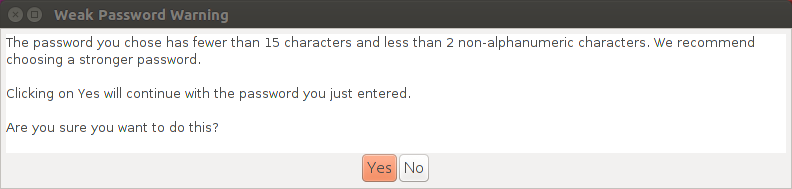 Weak Password Warning
The password you chose has fewer than 15 characters and less than 2 non-alphanumeric characters. We recommend
choosing a stronger password.
Clicking on Yes will continue with the password you just entered.
Are you sure you want to do this?
Yes No